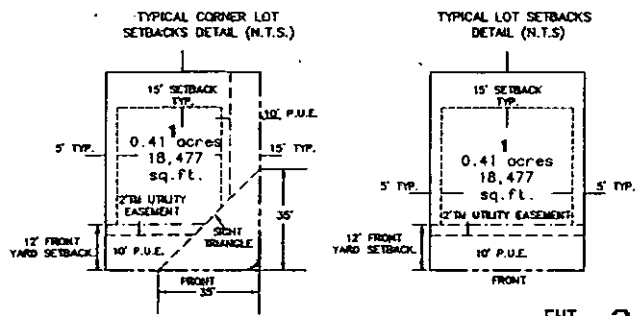 TYPICAL CORNER LOT
SETBACKS DETAIL (N.T.S.)
15' SETBACK
TYP.
10' P.U.E.
5' TYP.
1
0.41 acres
18,477
sq.ft.
15' TYP.
2'TM UTILITY
EASEMENT
35'
SIGHT
TRIANGLE
12' FRONT
YARD SETBACK
10' P.U.E.
FRONT
35'
TYPICAL LOT SETBACKS
DETAIL (N.T.S)
15' SETBACK
TYP.
1
0.41 acres
18,477
sq.ft.
5' TYP.
5' TYP.
2'TM UTILITY EASEMENT
12' FRONT
YARD SETBACK
10' P.U.E.
FRONT